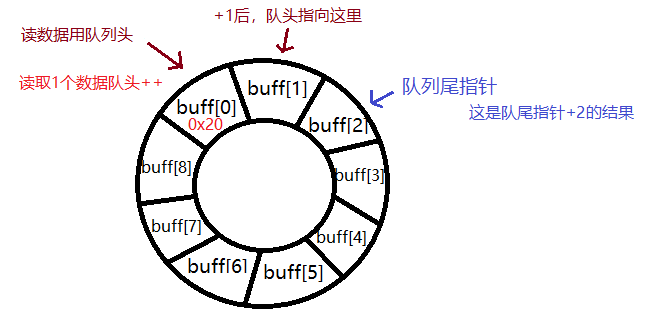 +1后，队头指向这里
读数据用队列头
读取1个数据队头++
队列尾指针
这是队尾指针+2的结果
buff[0]
0x20
buff[1]
buff[2]
buff[3]
buff[4]
buff[5]
buff[6]
buff[7]
buff[8]